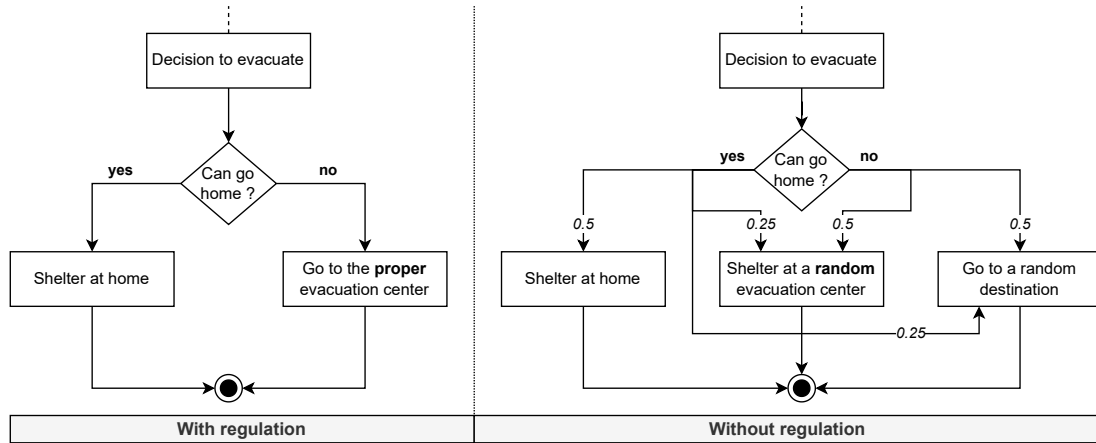 Decision to evacuate
Can go
home ?
yes
no
Shelter at home
Go to the proper
evacuation center
With regulation
Decision to evacuate
Can go
home ?
yes
no
0.5
0.25
0.5
0.5
Shelter at home
Shelter at a random
evacuation center
Go to a random
destination
0.25
Without regulation